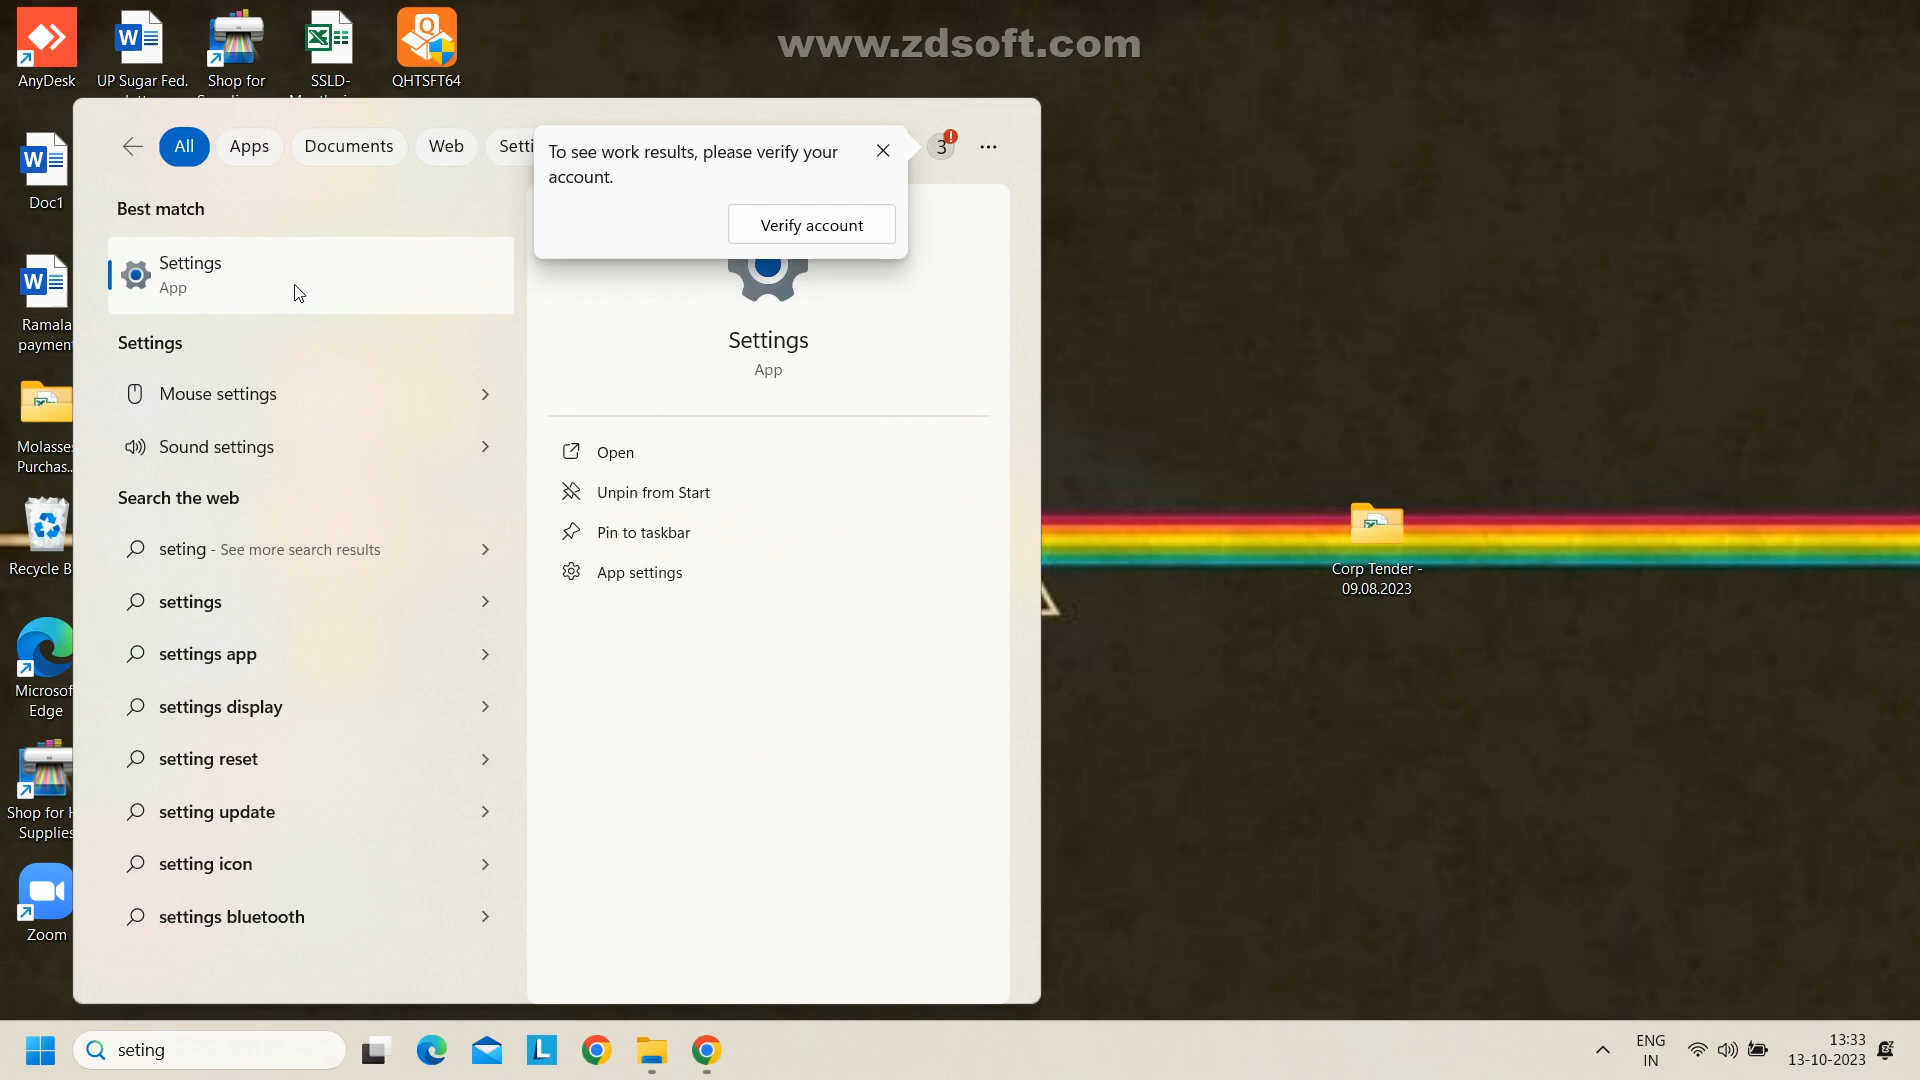 www.zdsoft.com
AnyDesk
UP Sugar Fed.
Shop for
SSLD-
QHTSFT64
Doc1
Ramala
payment
Molasses
Purchas...
Recycle B
Microsof
Edge
Shop for H
Supplies
Zoom
All
Apps
Documents
Web
Setti
To see work results, please verify your
account.
Verify account
3
Best match
Settings
App
Settings
Mouse settings
Sound settings
Search the web
seting - See more search results
settings
settings app
settings display
setting reset
setting update
setting icon
settings bluetooth
Settings
App
Open
Unpin from Start
Pin to taskbar
App settings
Corp Tender -
09.08.2023
seting
ENG
IN
13:33
13-10-2023